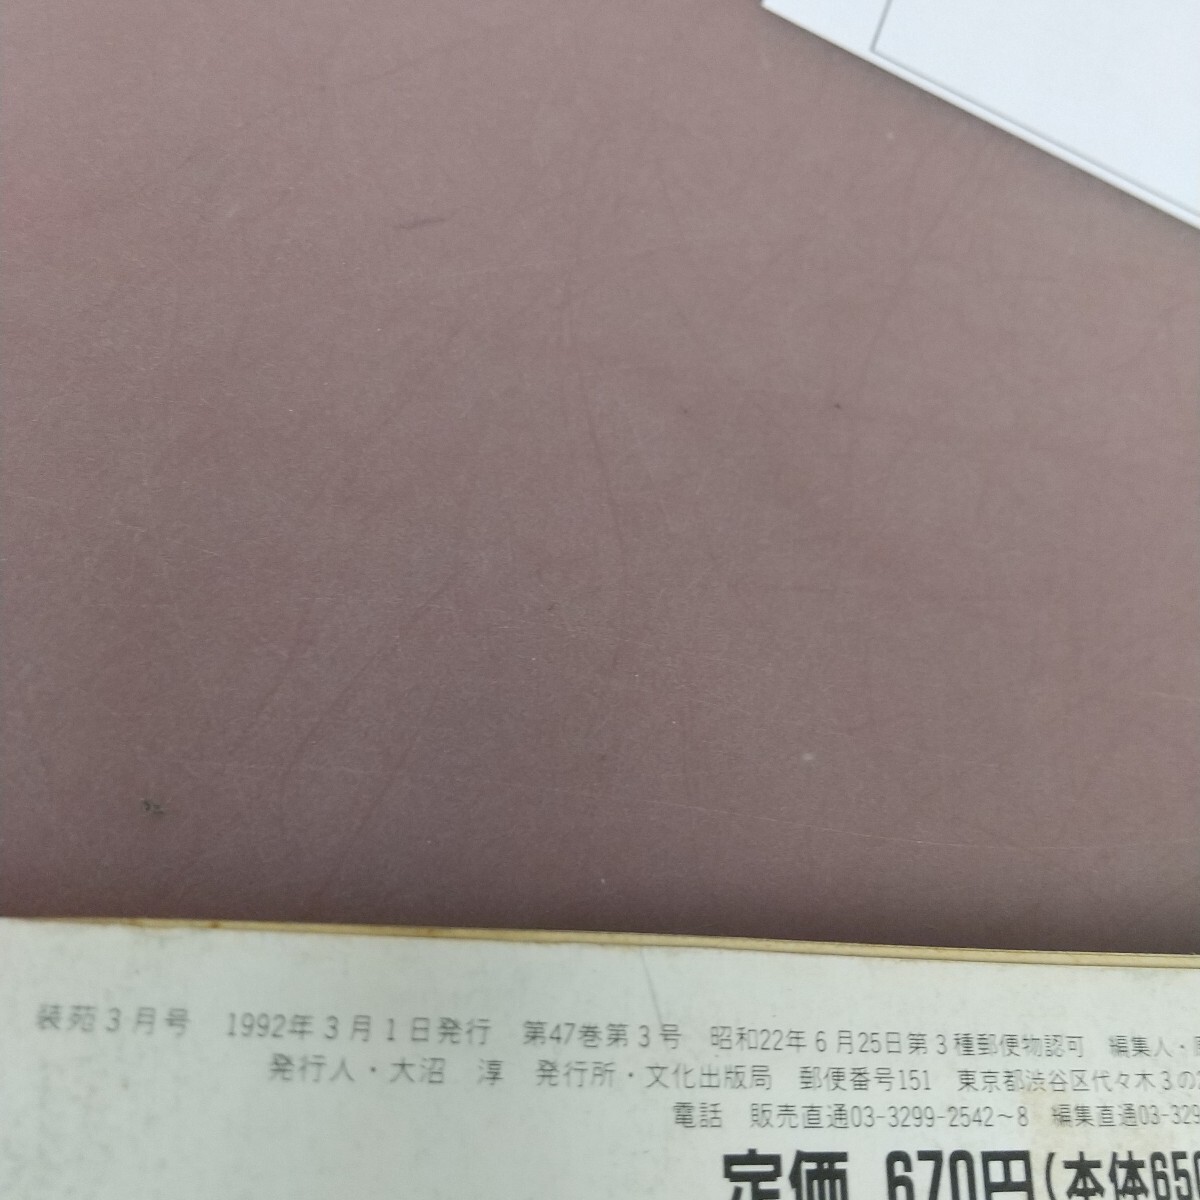 装苑3月号 1992年3月1日発行 第47巻第3号 昭和22年6月25日第3種郵便物認可 編集人・
発行人・大沼 淳 発行所・文化出版局 郵便番号151 東京都渋谷区代々木3の
電話 販売直通03-3299-2542〜8 編集直通03-329
定価 670円(本体650